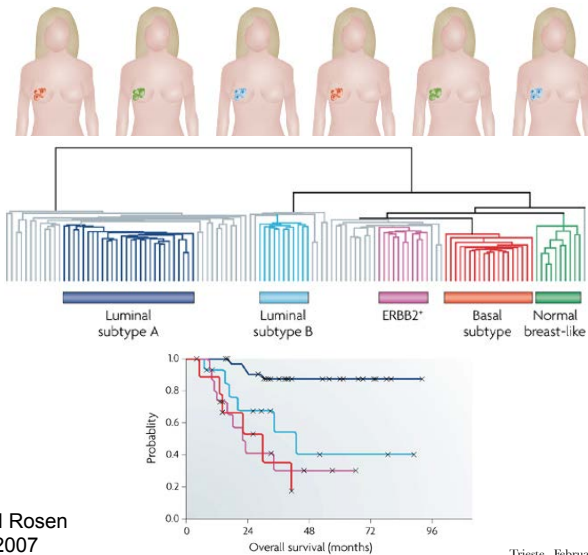 Luminal
subtype A
Luminal
subtype B
ERBB2+
Basal
subtype
Normal
breast-like
1.0
0.8
0.6
0.4
0.2
0.0
Probablity
0 24 48 72 96
Overall survival (months)
l Rosen
2007